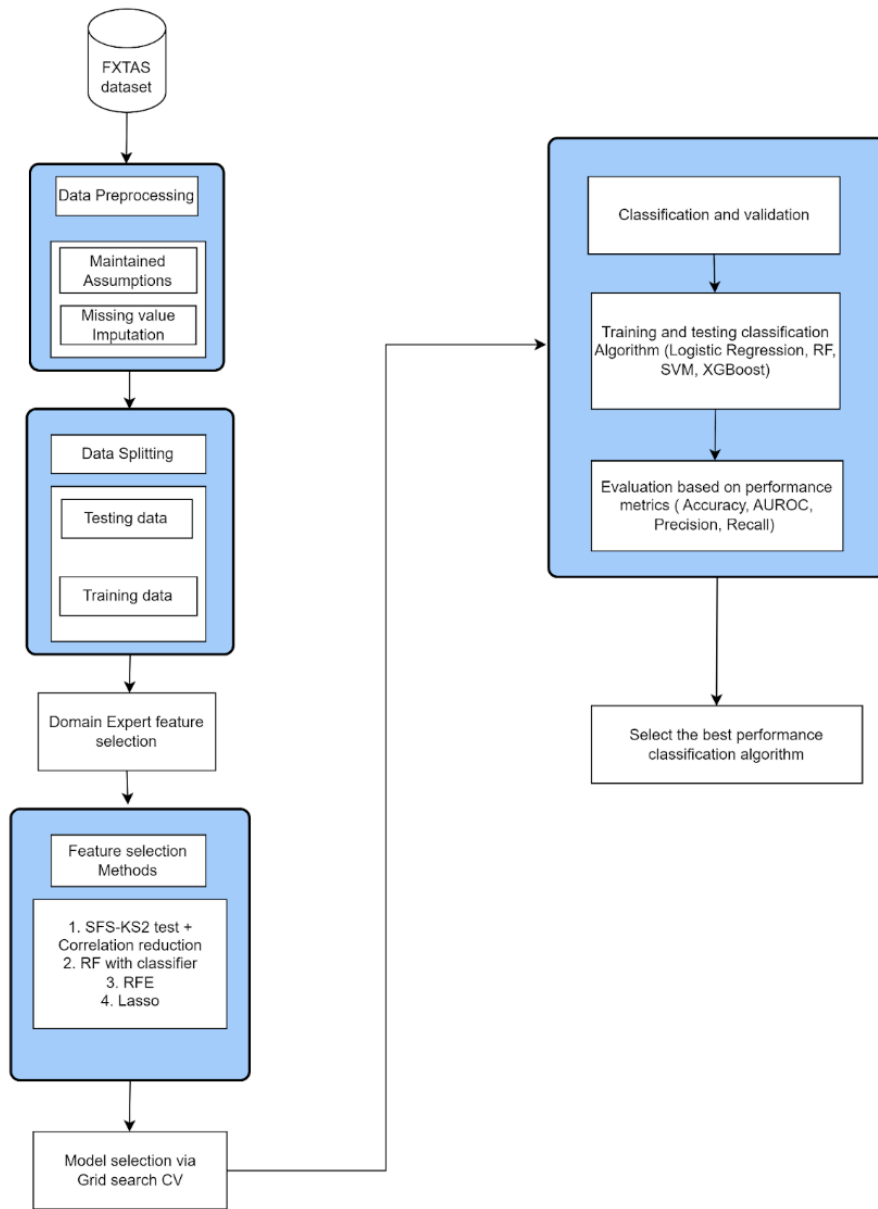 FXTAS
dataset
Data Preprocessing
Maintained
Assumptions
Missing value
Imputation
Data Splitting
Testing data
Training data
Domain Expert feature
selection
Feature selection
Methods
1. SFS-KS2 test +
Correlation reduction
2. RF with classifier
3. RFE
4. Lasso
Model selection via
Grid search CV
Classification and validation
Training and testing classification
Algorithm (Logistic Regression, RF,
SVM, XGBoost)
Evaluation based on performance
metrics ( Accuracy, AUROC,
Precision, Recall)
Select the best performance
classification algorithm